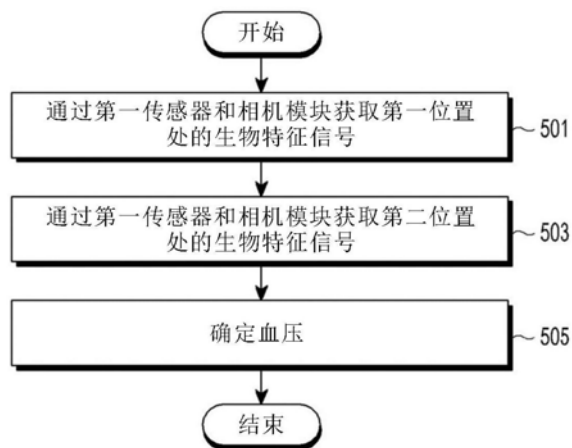 开始
通过第一传感器和相机模块获取第一位置
处的生物特征信号
501
通过第一传感器和相机模块获取第二位置
处的生物特征信号
503
确定血压
505
结束